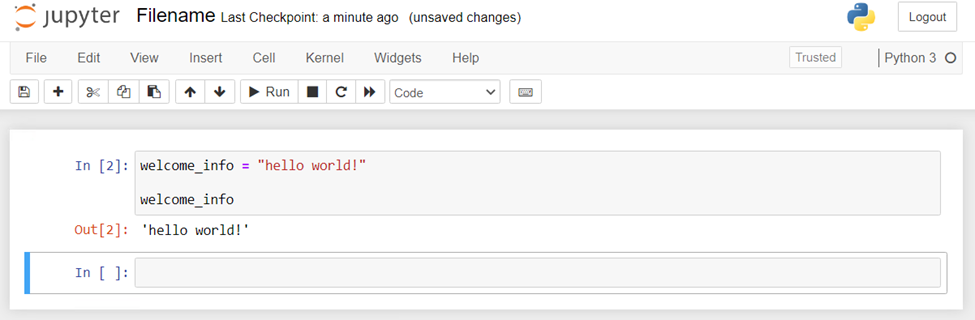 jupyter Filename Last Checkpoint: a minute ago (unsaved changes) Logout
File Edit View Insert Cell Kernel Widgets Help Trusted Python 3
Run Code
In [2]: welcome_info = "hello world!"
welcome_info
Out[2]: 'hello world!'
In [ ]: